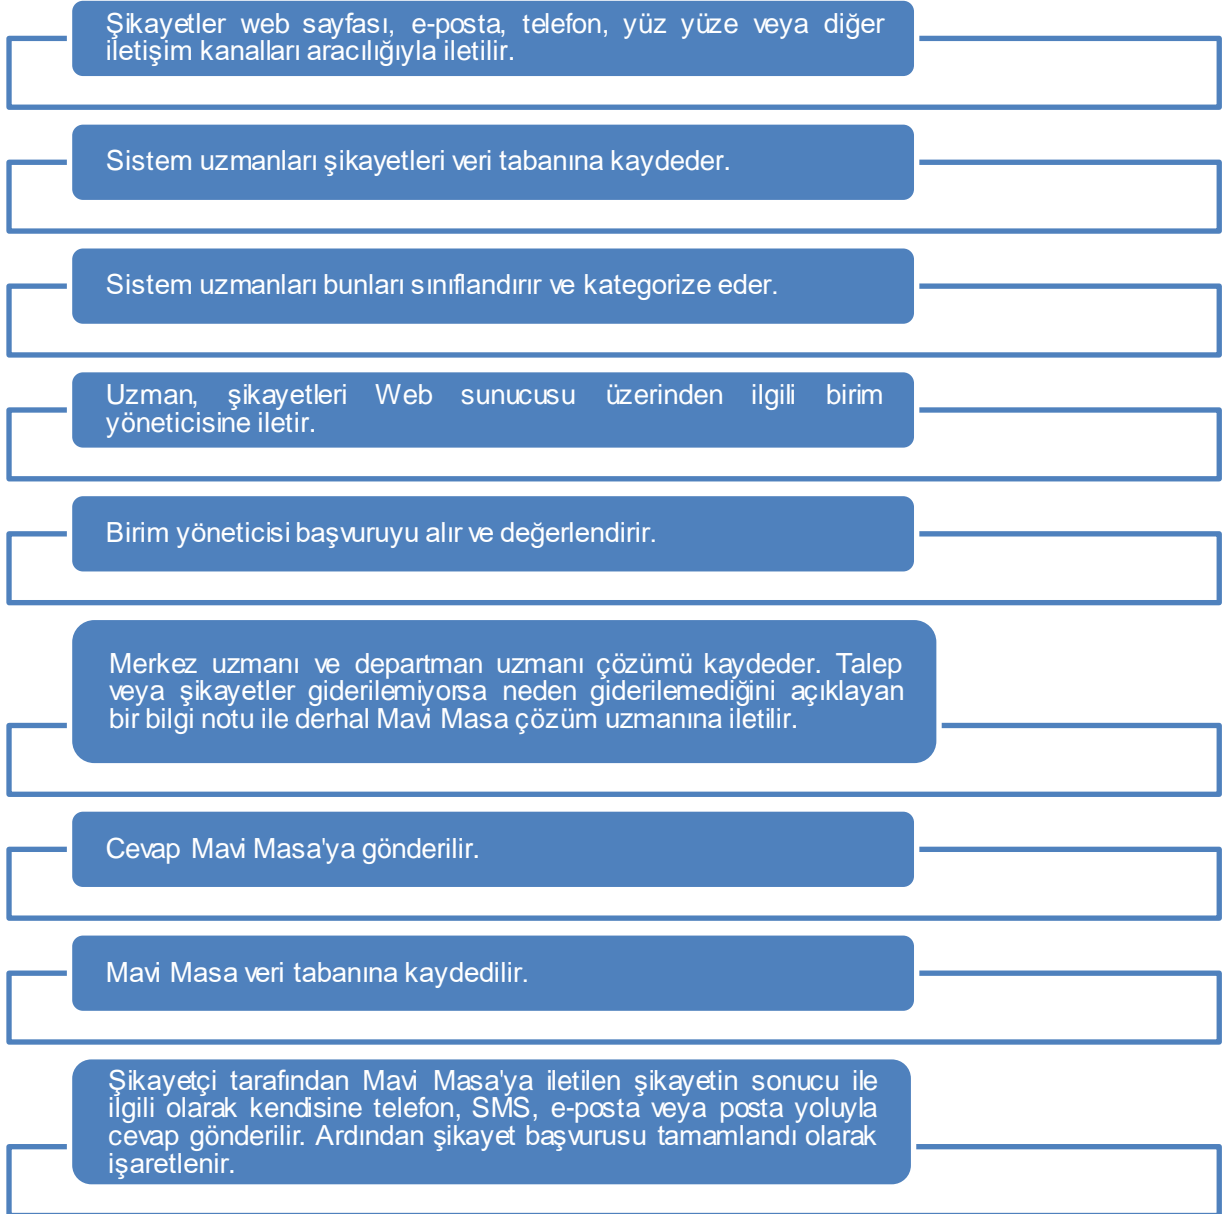 Şikayetler web sayfası, e-posta, telefon, yüz yüze veya diğer
iletişim kanalları aracılığıyla iletilir.
Sistem uzmanları şikayetleri veri tabanına kaydeder.
Sistem uzmanları bunları sınıflandırır ve kategorize eder.
Uzman, şikayetleri Web sunucusu üzerinden ilgili birim
yöneticisine iletir.
Birim yöneticisi başvuruyu alır ve değerlendirir.
Merkez uzmanı ve departman uzmanı çözümü kaydeder. Talep
veya şikayetler giderilemiyorsa neden giderilemediğini açıklayan
bir bilgi notu ile derhal Mavi Masa çözüm uzmanına iletilir.
Cevap Mavi Masa'ya gönderilir.
Mavi Masa veri tabanına kaydedilir.
Şikayetçi tarafından Mavi Masa'ya iletilen şikayetin sonucu ile
ilgili olarak kendisine telefon, SMS, e-posta veya posta yoluyla
cevap gönderilir. Ardından şikayet başvurusu tamamlandı olarak
işaretlenir.